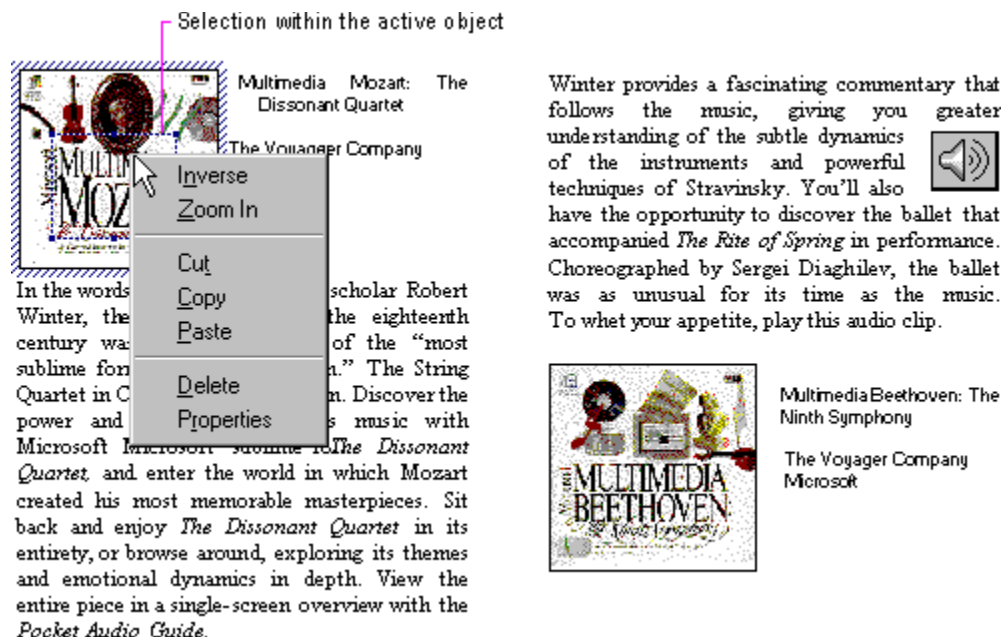 Selection within the active object
Multimedia Mozart: The
Dissonant Quartet
The Voyager Company
MULTIM
MOZ
Inverse
Zoom In
Cut
Copy
Paste
Delete
Properties
In the words scholar Robert
Winter, the the eighteenth
century wa of the “most
sublime for .” The String
Quartet in C n. Discover the
power and s music with
Microsoft The Dissonant
Quartet, and enter the world in which Mozart
created his most memorable masterpieces. Sit
back and enjoy The Dissonant Quartet in its
entirety, or browse around, exploring its themes
and emotional dynamics in depth. View the
entire piece in a single-screen overview with the
Pocket Audio Guide.
Winter provides a fascinating commentary that
follows the music, giving you greater
understanding of the subtle dynamics
of the instruments and powerful
techniques of Stravinsky. You’ll also
have the opportunity to discover the ballet that
accompanied The Rite of Spring in performance.
Choreographed by Sergei Diaghilev, the ballet
was as unusual for its time as the music.
To whet your appetite, play this audio clip.
MULTIMEDIA
BEETHOVEN
Multimedia Beethoven: The
Ninth Symphony
The Voyager Company
Microsoft